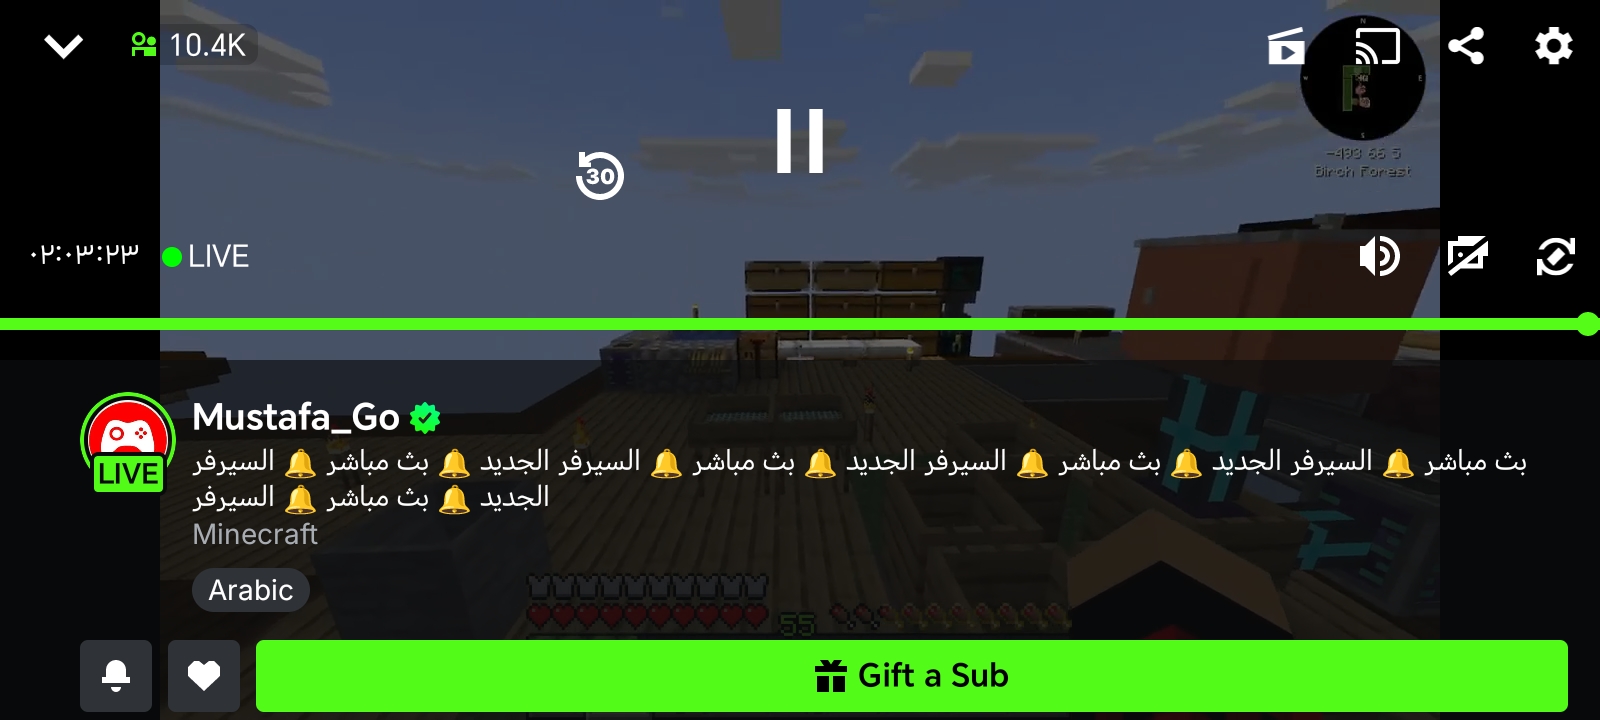 10.4K
N
W
E
S
-493 66 5
Birch Forest
30
٠٢:٠٣:٢٣
LIVE
Mustafa_Go
LIVE
بث مباشر 🔔 السيرفر الجديد 🔔 بث مباشر 🔔 السيرفر الجديد 🔔 بث مباشر 🔔 السيرفر الجديد 🔔 بث مباشر 🔔 السيرفر
الجديد 🔔 بث مباشر 🔔 السيرفر
Minecraft
Arabic
55
Gift a Sub